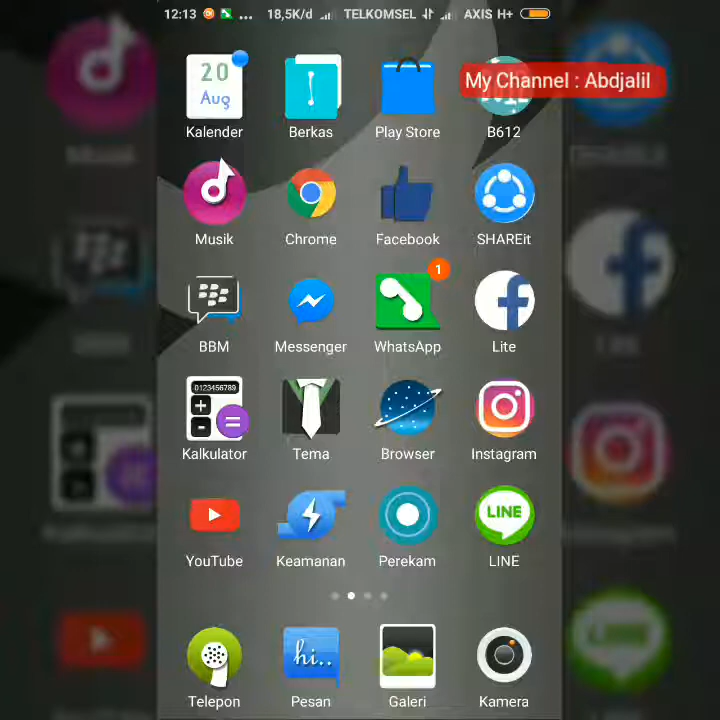 12:13 ... 18,5K/d TELKOMSEL AXIS H+
My Channel : Abdjalil
20
Aug
Kalender Berkas Play Store B612
Musik Chrome Facebook SHAREit
BBM Messenger 1 WhatsApp Lite
0123456789
+
-
=
Kalkulator Tema Browser Instagram
LINE
YouTube Keamanan Perekam LINE
hi..
Telepon Pesan Galeri Kamera